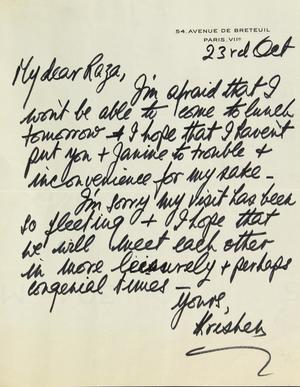 54, AVENUE DE BRETEUIL
PARIS. VIIe
23rd Oct
My dear Raza,
I'm afraid that I
won't be able to come to lunch
tomorrow & I hope that I havent
put you & Janine to trouble &
inconvenience for my sake -
I'm sorry my visit has been
so fleeting & I hope that
we will meet each other
in more leisurely & perhaps
congenial times -
Yours,
Krishen